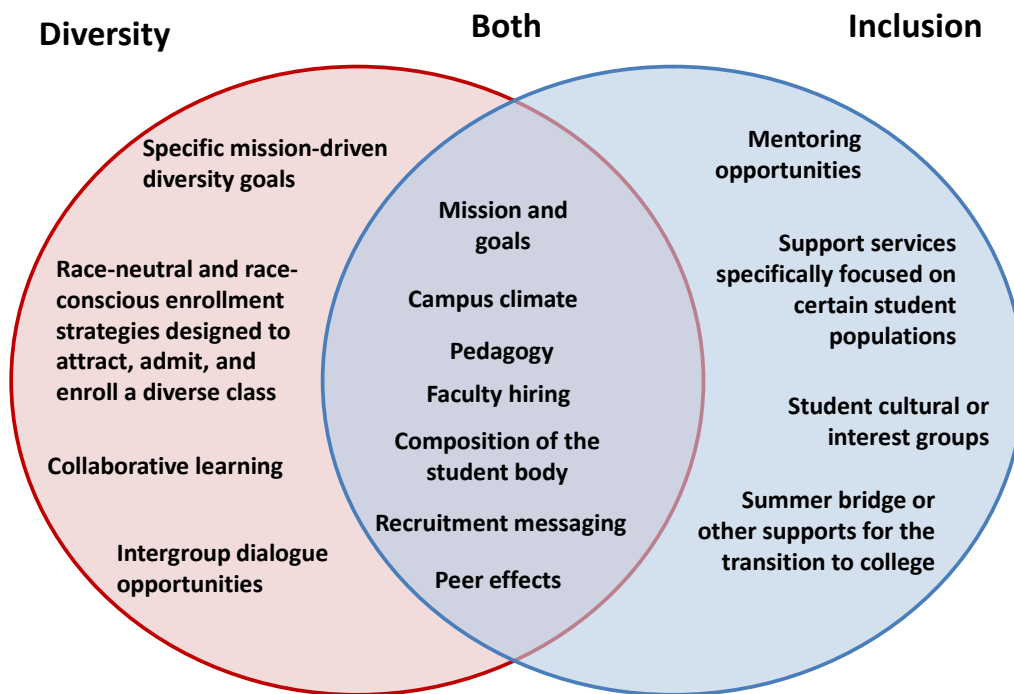 Diversity
Both
Inclusion
Specific mission-driven
diversity goals
Race-neutral and race-
conscious enrollment
strategies designed to
attract, admit, and
enroll a diverse class
Collaborative learning
Intergroup dialogue
opportunities
Mission and
goals
Campus climate
Pedagogy
Faculty hiring
Composition of the
student body
Recruitment messaging
Peer effects
Mentoring
opportunities
Support services
specifically focused on
certain student
populations
Student cultural or
interest groups
Summer bridge or
other supports for the
transition to college